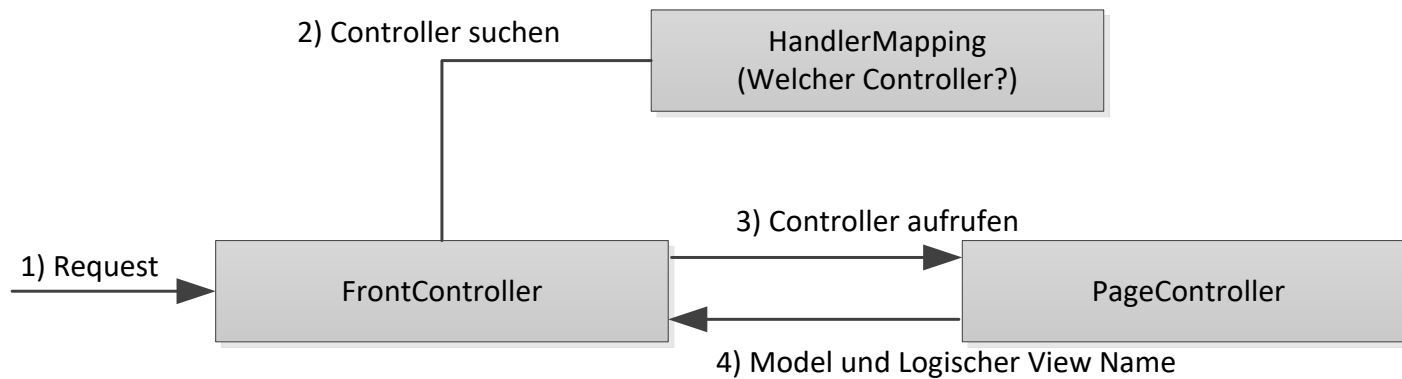 2) Controller suchen
HandlerMapping
(Welcher Controller?)
3) Controller aufrufen
1) Request
FrontController
PageController
4) Model und Logischer View Name